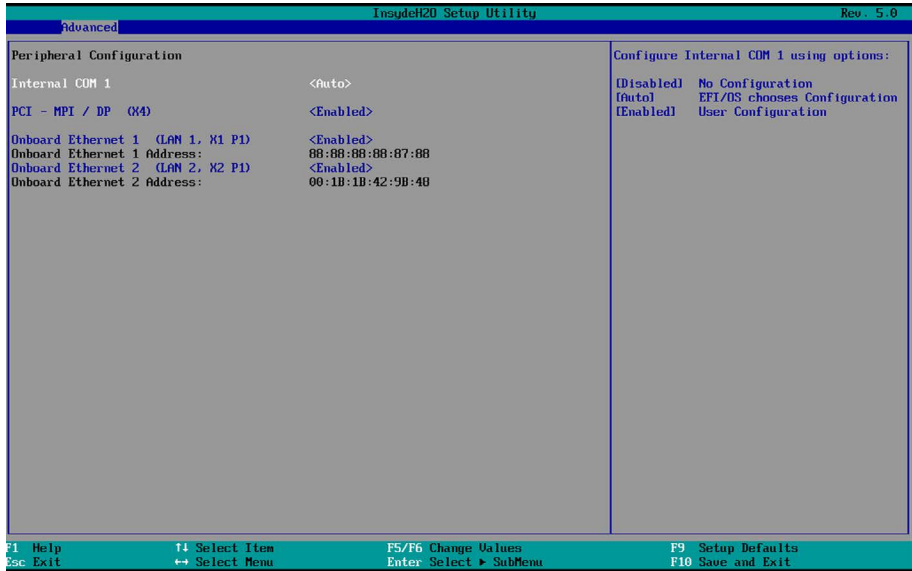 InsydeH2O Setup Utility Rev. 5.0
Advanced
Peripheral Configuration
Internal COM 1 <Auto>
PCI - MPI / DP (X4) <Enabled>
Onboard Ethernet 1 (LAN 1, X1 P1) <Enabled>
Onboard Ethernet 1 Address: 88:88:88:88:87:88
Onboard Ethernet 2 (LAN 2, X2 P1) <Enabled>
Onboard Ethernet 2 Address: 00:1B:1B:42:9B:48
Configure Internal COM 1 using options:
[Disabled] No Configuration
[Auto] EFI/OS chooses Configuration
[Enabled] User Configuration
F1 Help ↑↓ Select Item F5/F6 Change Values F9 Setup Defaults
Esc Exit ↔ Select Menu Enter Select ► SubMenu F10 Save and Exit